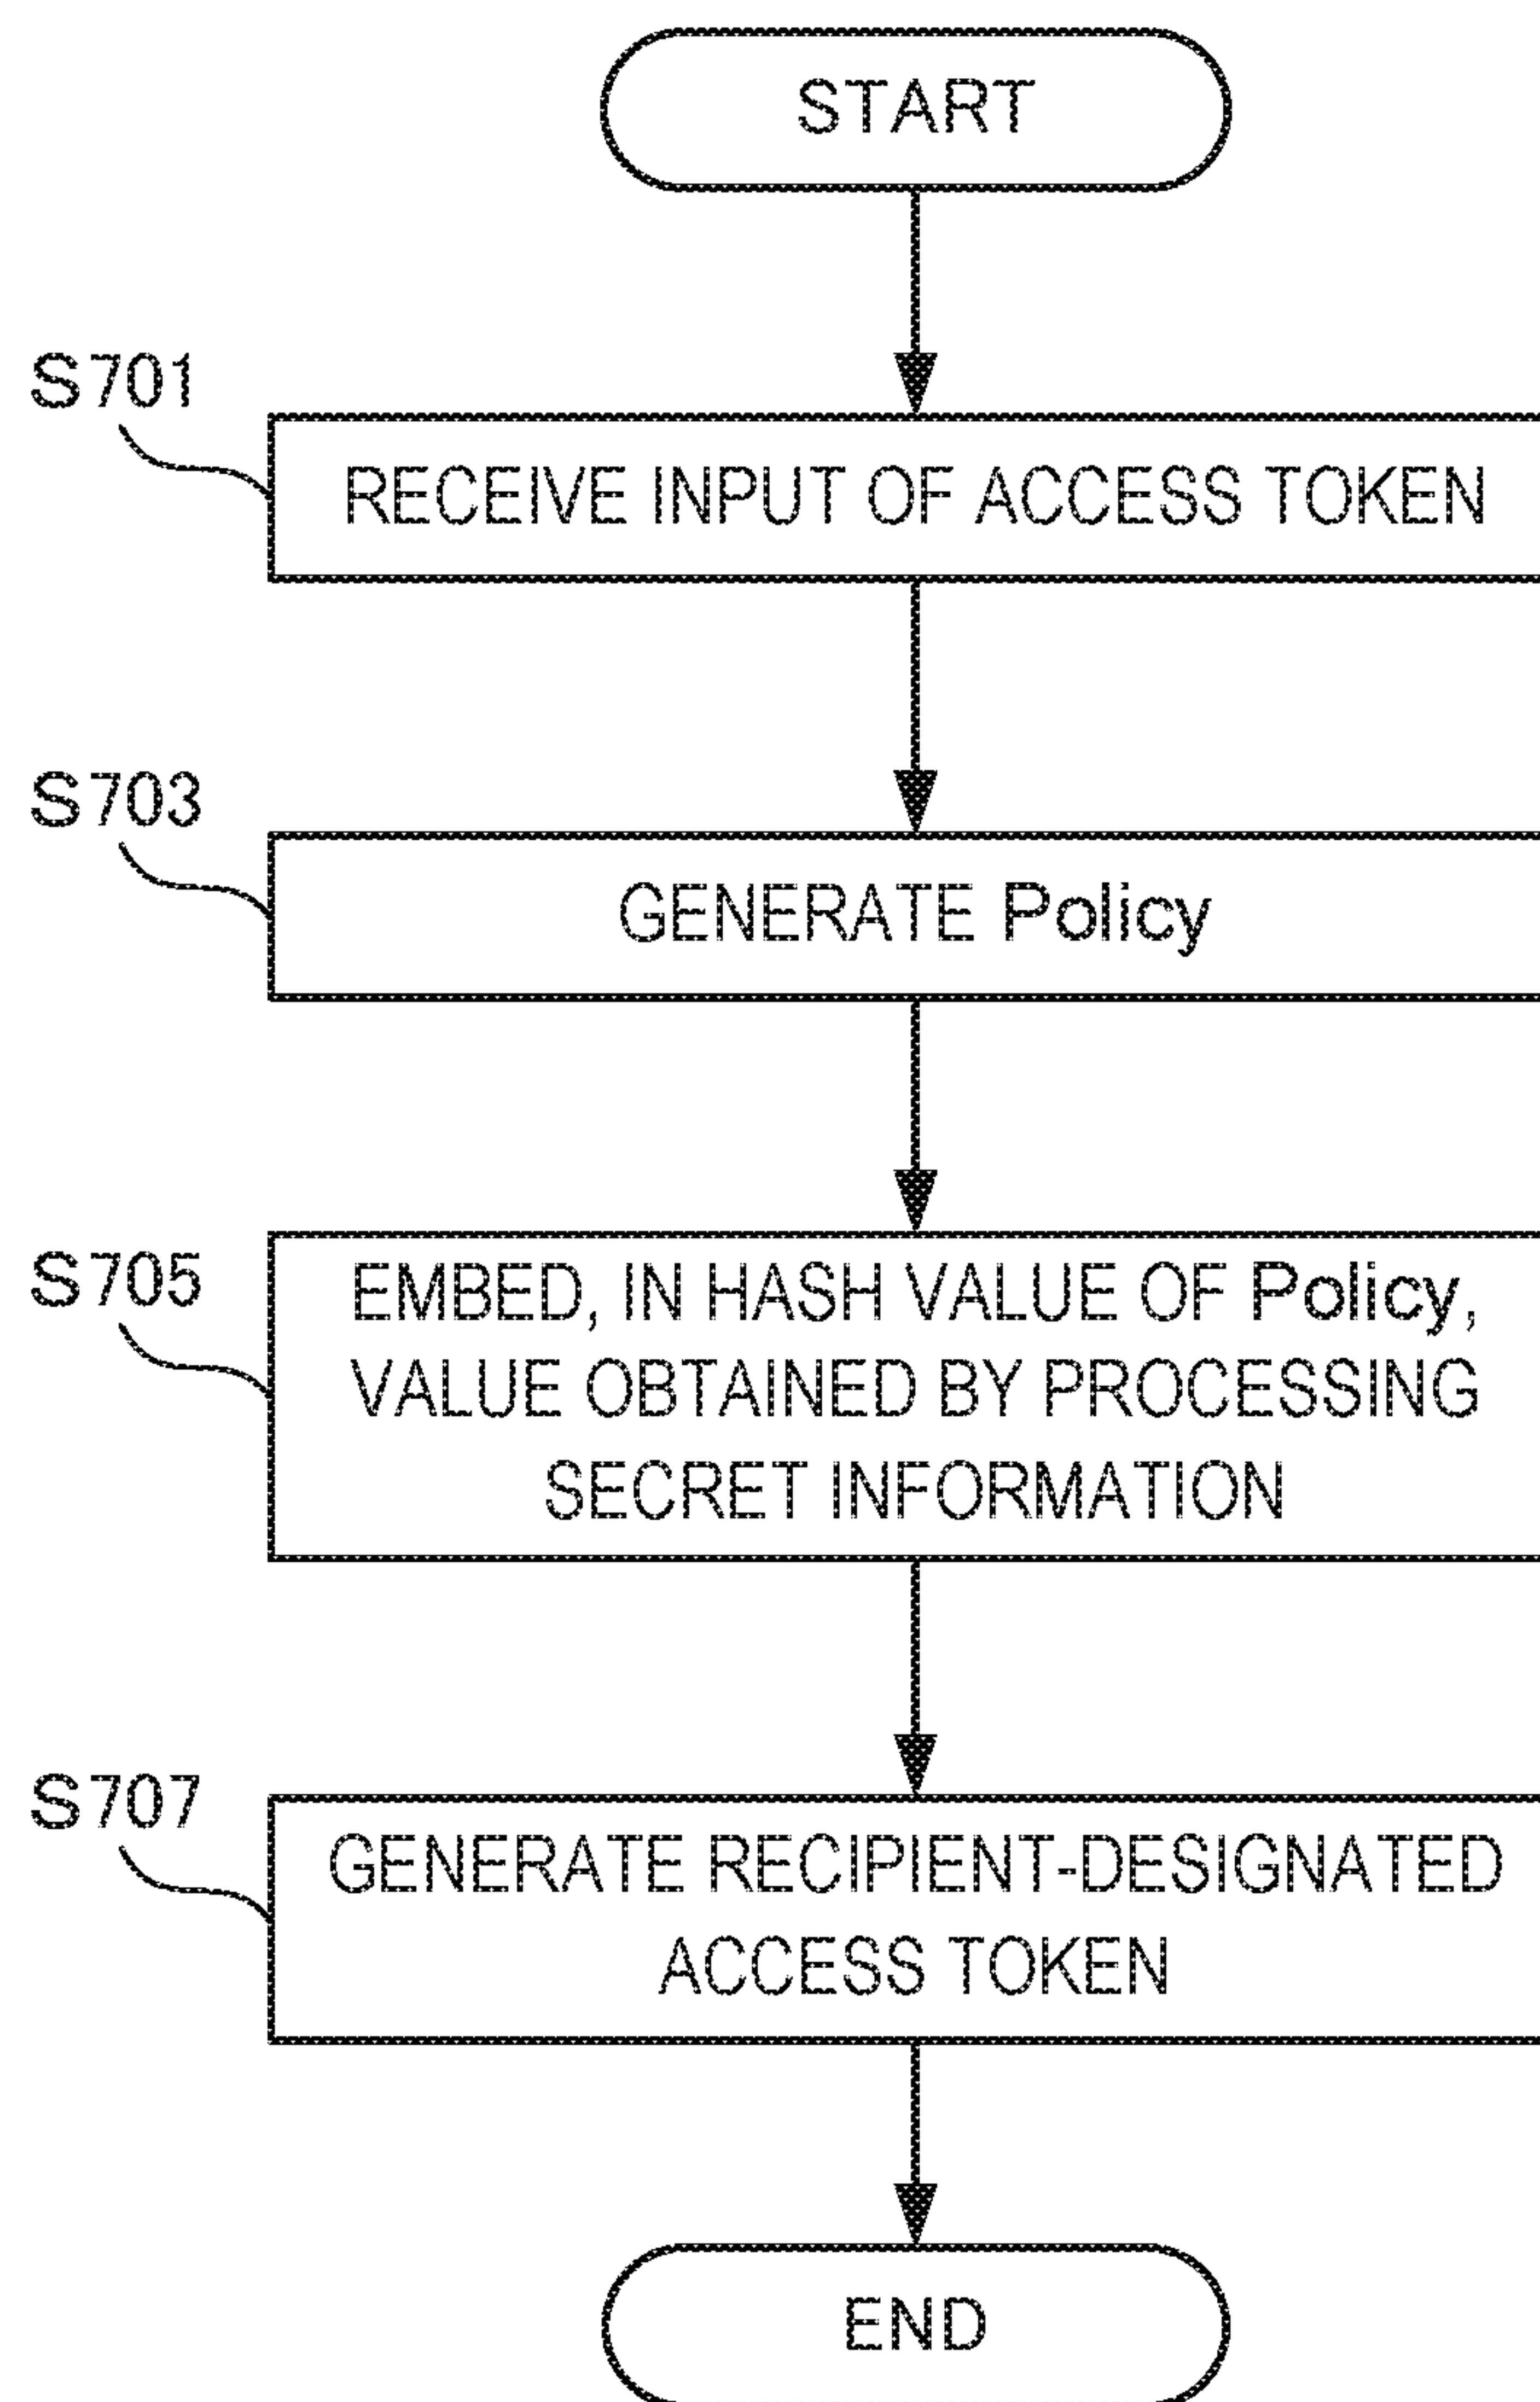 START
S701
RECEIVE INPUT OF ACCESS TOKEN
S703
GENERATE Policy
S705
EMBED, IN HASH VALUE OF Policy,
VALUE OBTAINED BY PROCESSING
SECRET INFORMATION
S707
GENERATE RECIPIENT-DESIGNATED
ACCESS TOKEN
END